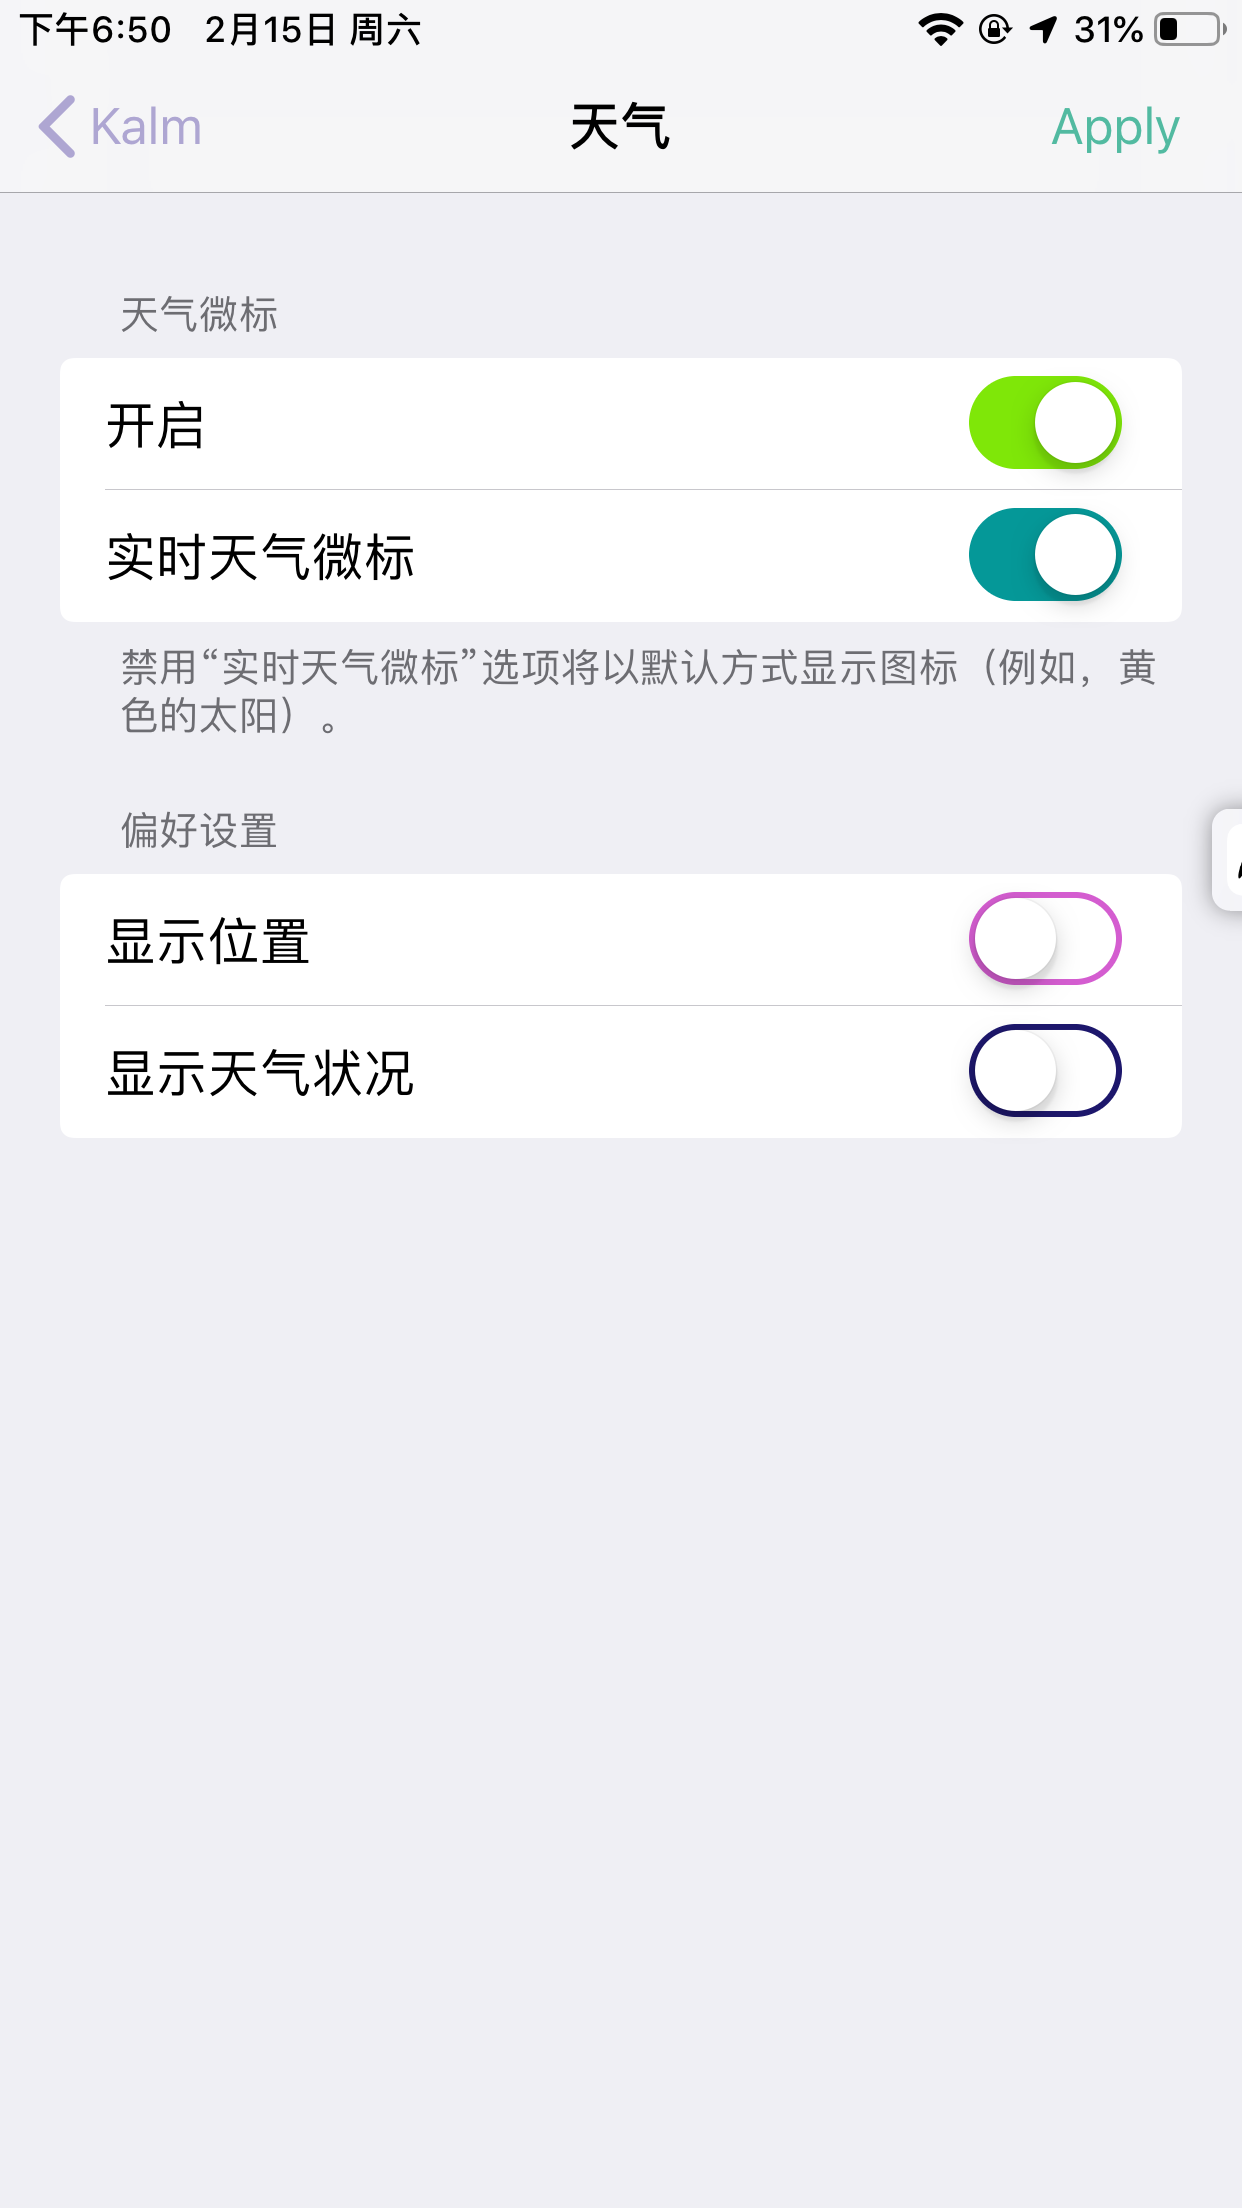 下午6:50 2月15日 周六 31%
Kalm 天气 Apply
天气微标
开启
实时天气微标
禁用“实时天气微标”选项将以默认方式显示图标（例如，黄
色的太阳）。
偏好设置
显示位置
显示天气状况